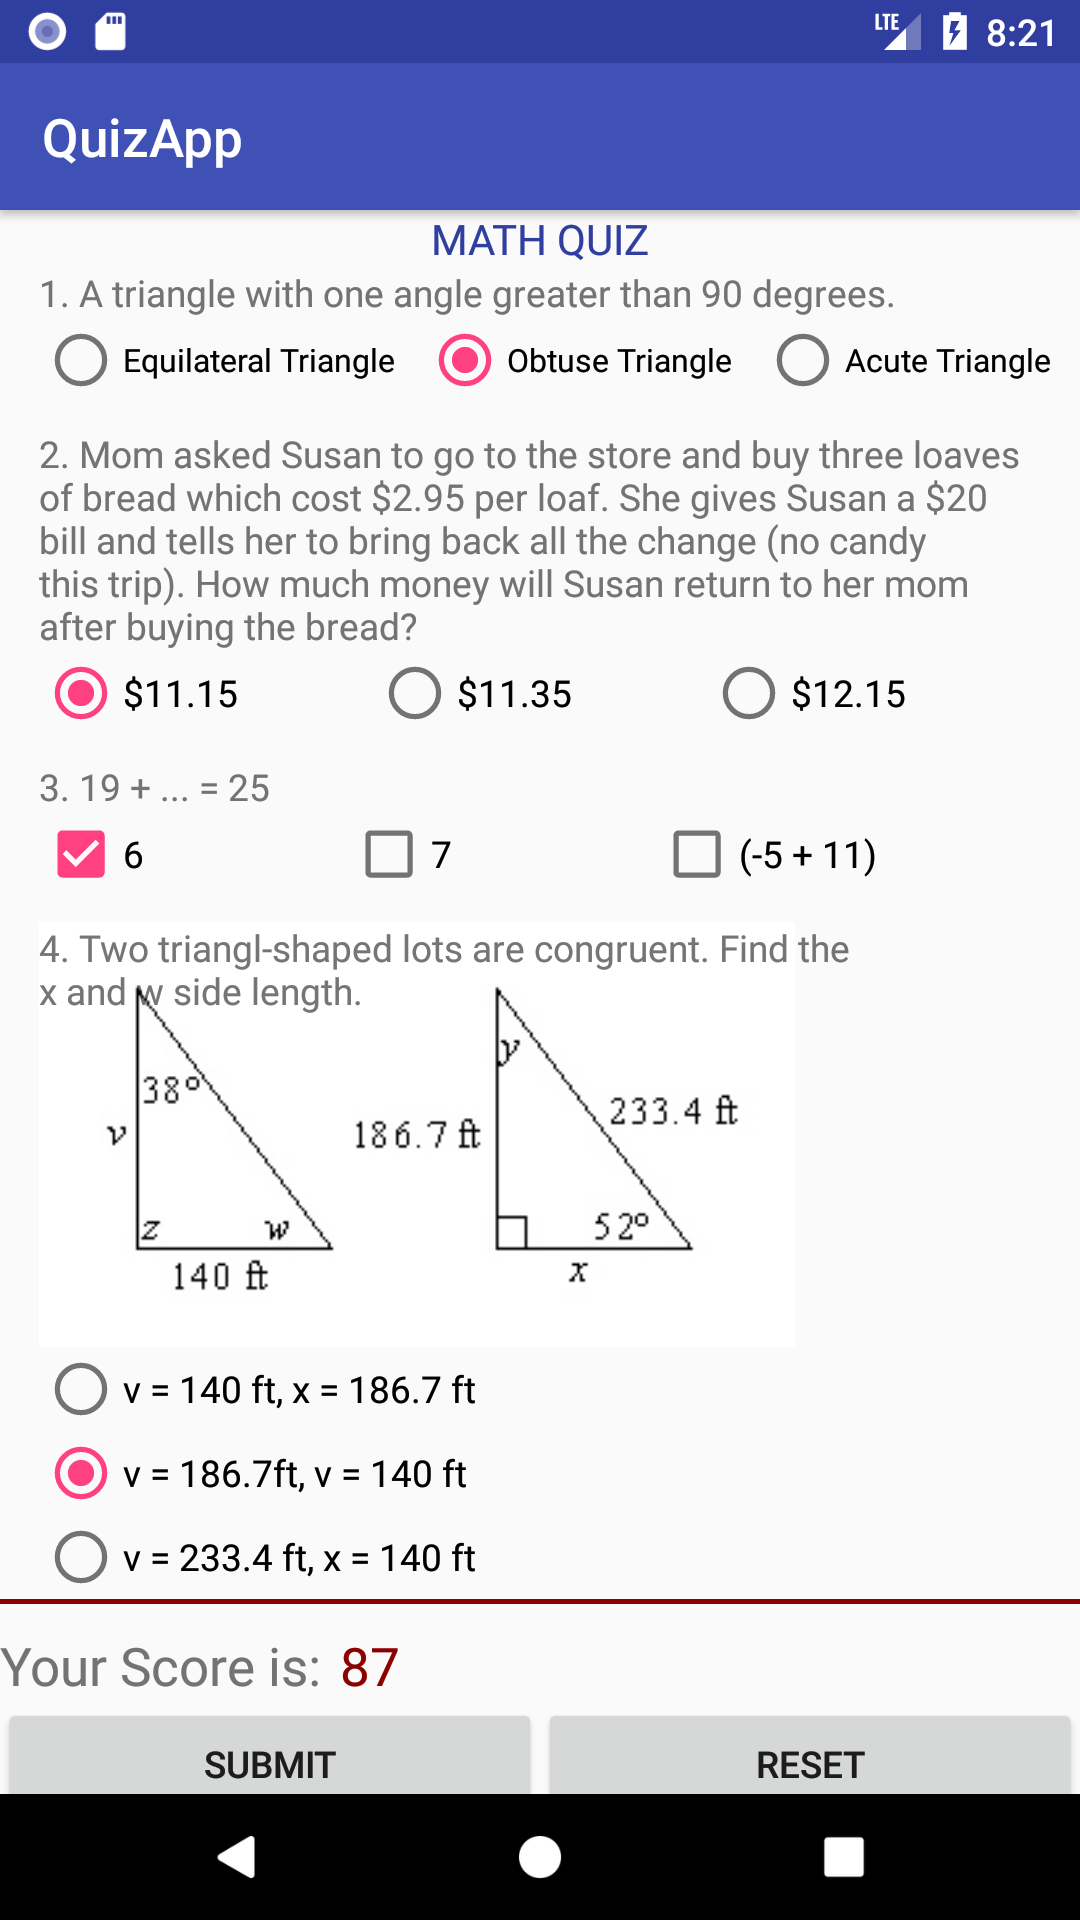 LTE 8:21
QuizApp
MATH QUIZ
1. A triangle with one angle greater than 90 degrees.
Equilateral Triangle Obtuse Triangle Acute Triangle
2. Mom asked Susan to go to the store and buy three loaves
of bread which cost $2.95 per loaf. She gives Susan a $20
bill and tells her to bring back all the change (no candy
this trip). How much money will Susan return to her mom
after buying the bread?
$11.15 $11.35 $12.15
3. 19 + ... = 25
6 7 (-5 + 11)
4. Two triangl-shaped lots are congruent. Find the
x and w side length.
y
38°
233.4 ft
v
186.7 ft
z w 52°
140 ft x
v = 140 ft, x = 186.7 ft
v = 186.7ft, v = 140 ft
v = 233.4 ft, x = 140 ft
Your Score is: 87
SUBMIT RESET